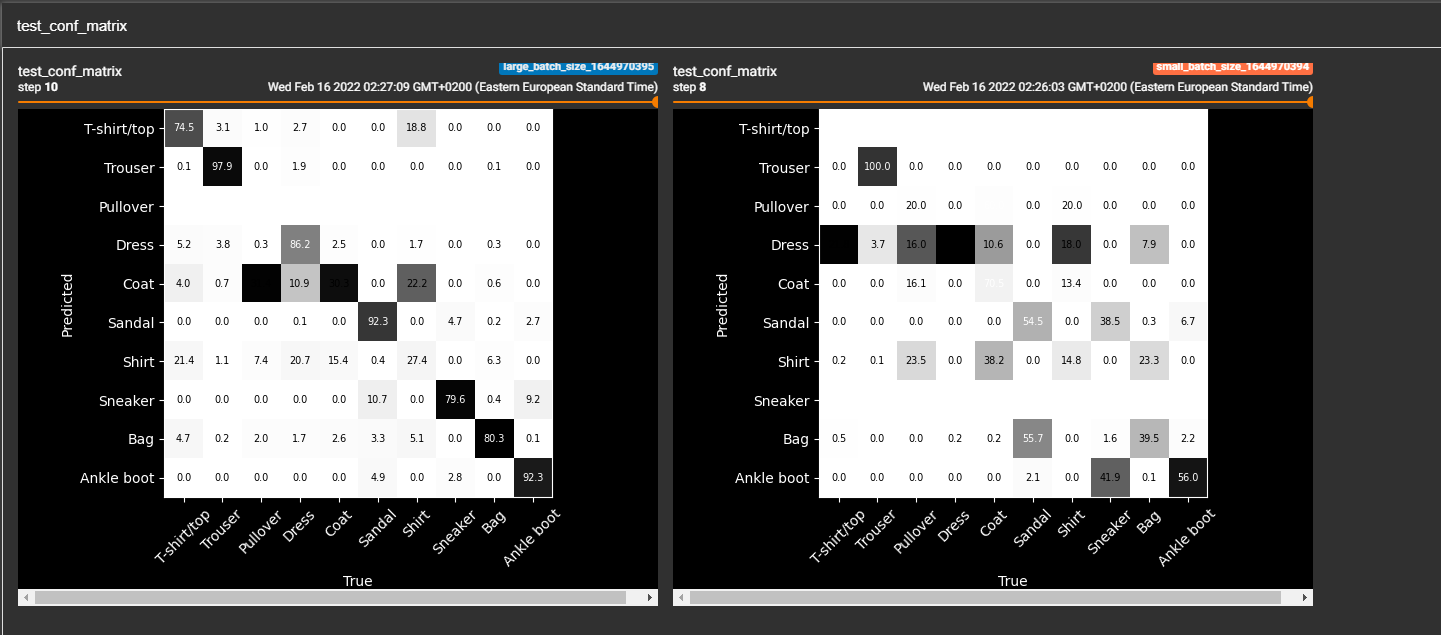 test_conf_matrix
test_conf_matrix
large_batch_size_1644970395
step 10
Wed Feb 16 2022 02:27:09 GMT+0200 (Eastern European Standard Time)
T-shirt/top 74.5 3.1 1.0 2.7 0.0 0.0 18.8 0.0 0.0 0.0
Trouser 0.1 97.9 0.0 1.9 0.0 0.0 0.0 0.0 0.1 0.0
Pullover
Dress 5.2 3.8 0.3 86.2 2.5 0.0 1.7 0.0 0.3 0.0
Coat 4.0 0.7 10.9 22.2 0.0 0.6 0.0
Sandal 0.0 0.0 0.0 0.1 0.0 92.3 0.0 4.7 0.2 2.7
Shirt 21.4 1.1 7.4 20.7 15.4 0.4 27.4 0.0 6.3 0.0
Sneaker 0.0 0.0 0.0 0.0 0.0 10.7 0.0 79.6 0.4 9.2
Bag 4.7 0.2 2.0 1.7 2.6 3.3 5.1 0.0 80.3 0.1
Ankle boot 0.0 0.0 0.0 0.0 0.0 4.9 0.0 2.8 0.0 92.3
Predicted
T-shirt/top Trouser Pullover Dress Coat Sandal Shirt Sneaker Bag Ankle boot
True
test_conf_matrix
small_batch_size_1644970394
step 8
Wed Feb 16 2022 02:26:03 GMT+0200 (Eastern European Standard Time)
T-shirt/top
Trouser 0.0 100.0 0.0 0.0 0.0 0.0 0.0 0.0 0.0 0.0
Pullover 0.0 0.0 20.0 0.0 0.0 20.0 0.0 0.0 0.0
Dress 3.7 16.0 10.6 0.0 18.0 0.0 7.9 0.0
Coat 0.0 0.0 16.1 0.0 70.5 0.0 13.4 0.0 0.0 0.0
Sandal 0.0 0.0 0.0 0.0 0.0 54.5 0.0 38.5 0.3 6.7
Shirt 0.2 0.1 23.5 0.0 38.2 0.0 14.8 0.0 23.3 0.0
Sneaker
Bag 0.5 0.0 0.0 0.2 0.2 55.7 0.0 1.6 39.5 2.2
Ankle boot 0.0 0.0 0.0 0.0 0.0 2.1 0.0 41.9 0.1 56.0
Predicted
T-shirt/top Trouser Pullover Dress Coat Sandal Shirt Sneaker Bag Ankle boot
True